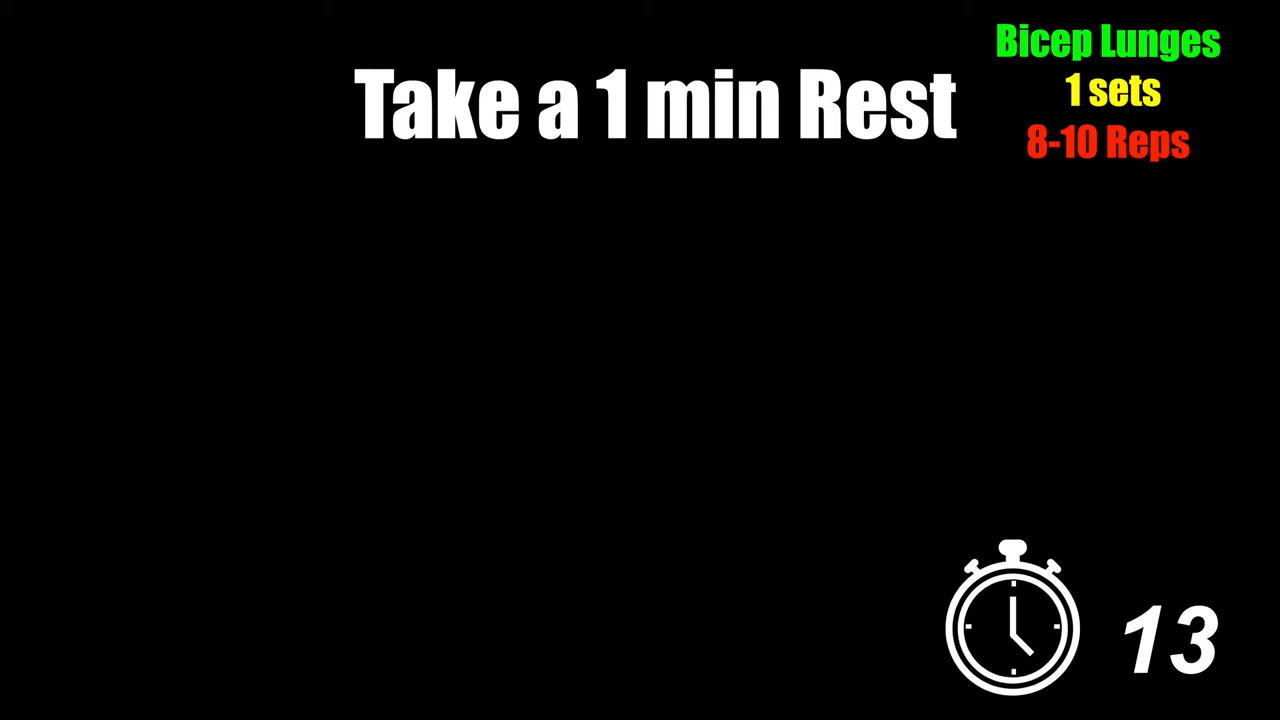 Take a 1 min Rest
Bicep Lunges
1 sets
8-10 Reps
13